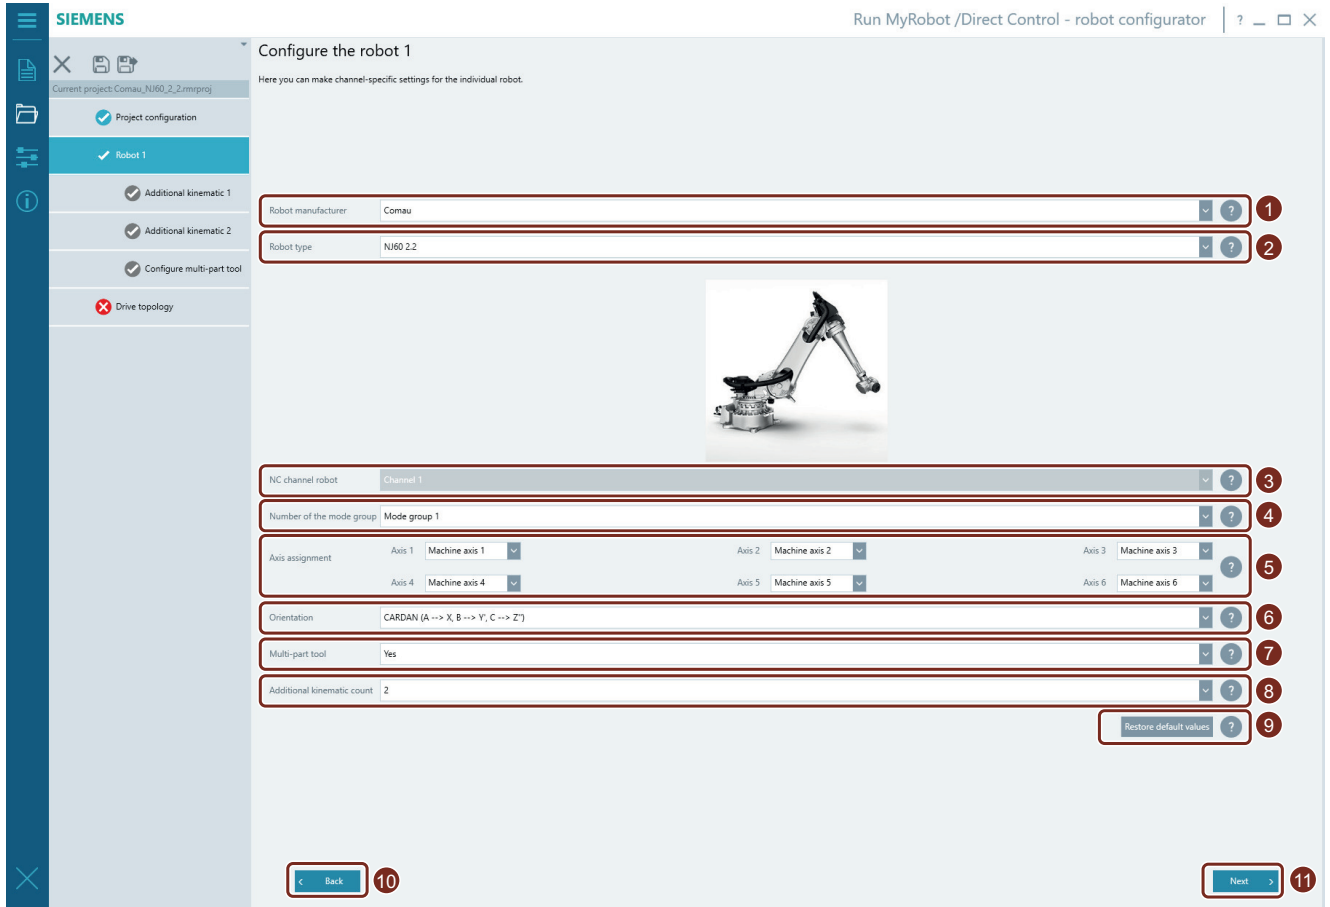 SIEMENS
Run MyRobot /Direct Control - robot configurator
?
Configure the robot 1
Here you can make channel-specific settings for the individual robot.
Current project: Comau_NJ60_2_2.rmrproj
Project configuration
Robot 1
Additional kinematic 1
Additional kinematic 2
Configure multi-part tool
Drive topology
Robot manufacturer Comau ? 1
Robot type NJ60 2.2 ? 2
NC channel robot Channel 1 ? 3
Number of the mode group Mode group 1 ? 4
Axis assignment ? 5
Axis 1 Machine axis 1 Axis 2 Machine axis 2 Axis 3 Machine axis 3
Axis 4 Machine axis 4 Axis 5 Machine axis 5 Axis 6 Machine axis 6
Orientation CARDAN (A --> X, B --> Y', C --> Z'') ? 6
Multi-part tool Yes ? 7
Additional kinematic count 2 ? 8
Restore default values ? 9
< Back 10
Next > 11